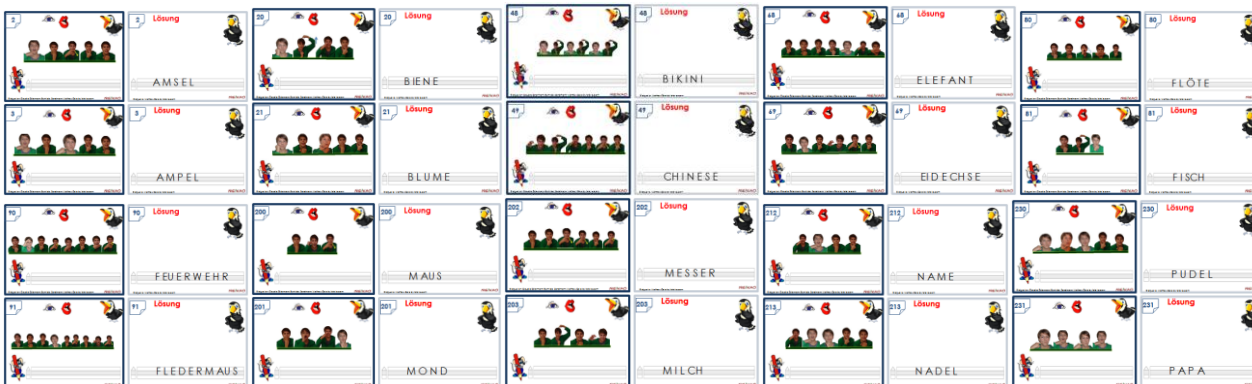 2 2 Lösung 20 20 Lösung 48 48 Lösung 68 68 Lösung 80 80 Lösung
AMSEL BIENE BIKINI ELEFANT FLÖTE
3 3 Lösung 21 21 Lösung 49 49 Lösung 69 69 Lösung 81 81 Lösung
AMPEL BLUME CHINESE EIDECHSE FISCH
90 90 Lösung 200 200 Lösung 202 202 Lösung 212 212 Lösung 230 230 Lösung
FEUERWEHR MAUS MESSER NAME PUDEL
91 91 Lösung 201 201 Lösung 203 203 Lösung 213 213 Lösung 231 231 Lösung
FLEDERMAUS MOND MILCH NADEL PAPA